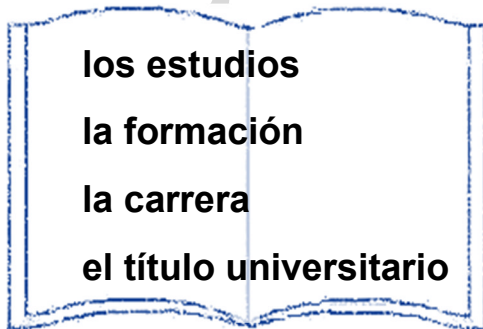 los estudios
la formación
la carrera
el título universitario